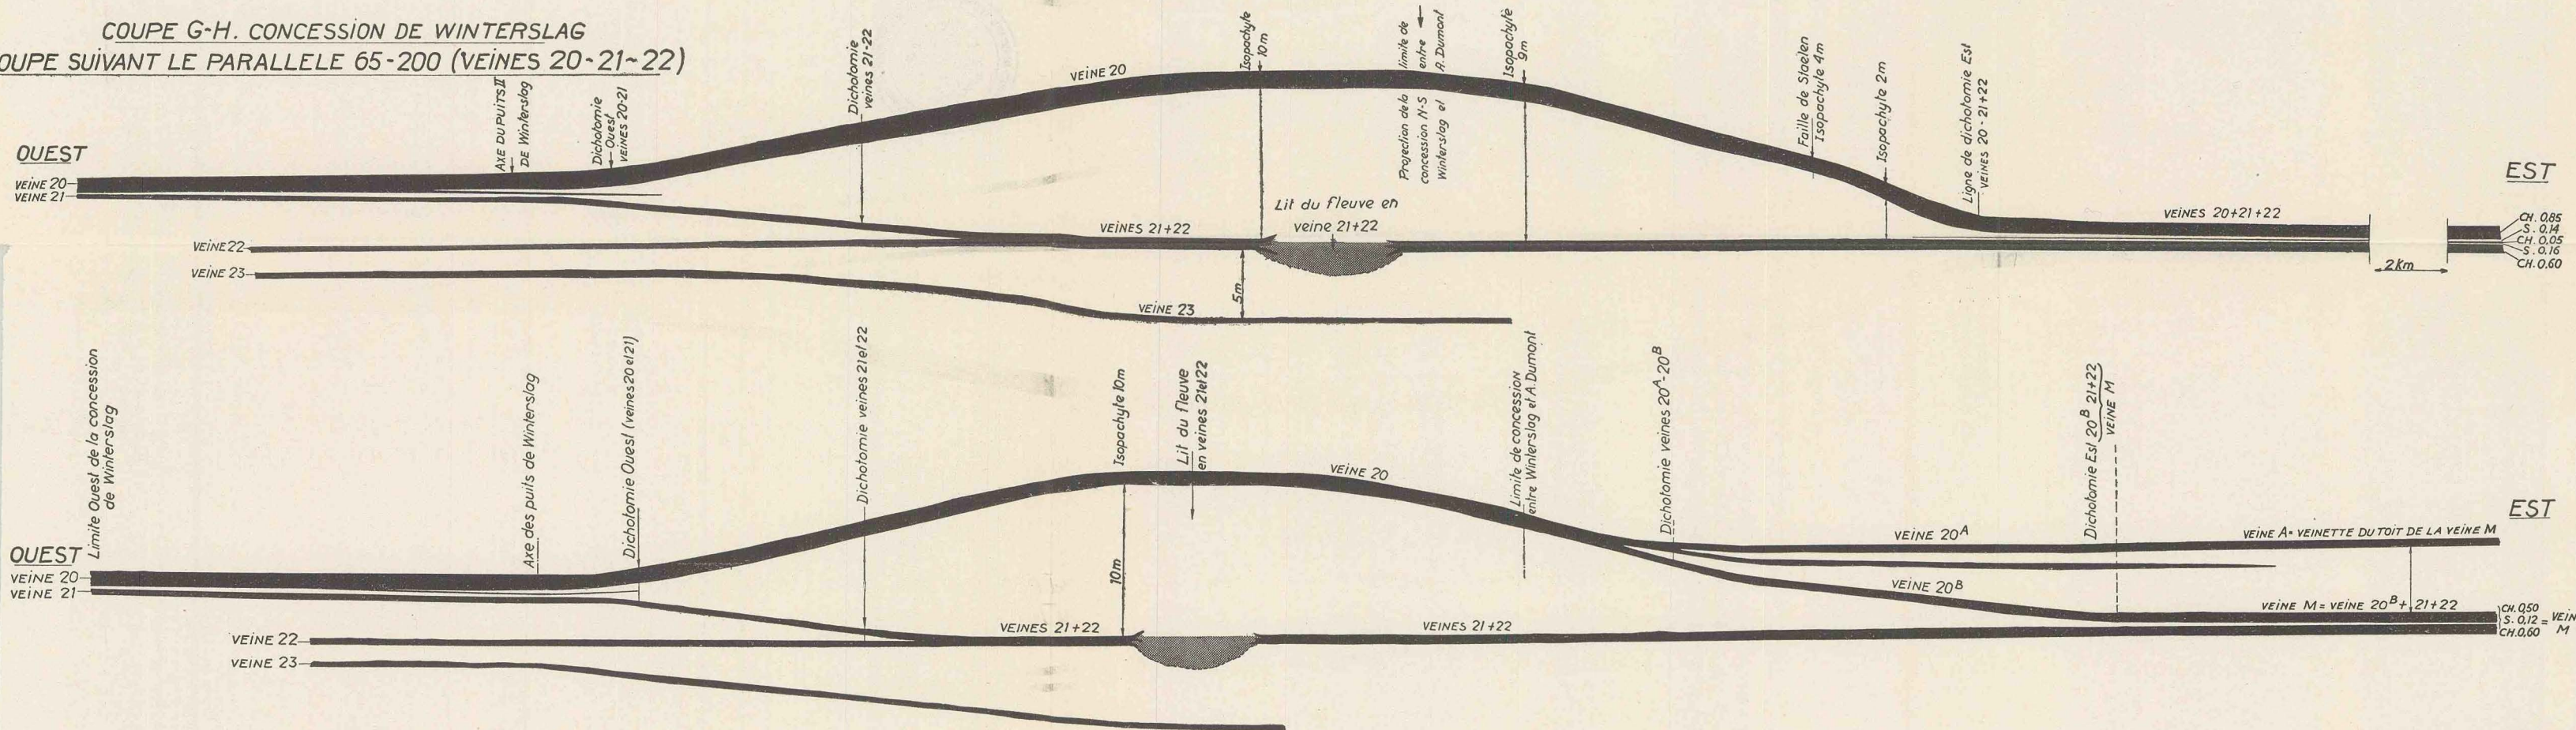 COUPE G-H. CONCESSION DE WINTERSLAG
OUPE SUIVANT LE PARALLELE 65-200 (VEINES 20-21-22)
AXE DU PUITS II
DE Winterslag
Dichotomie
Ouest
VEINES 20-21
Dichotomie
veines 21-22
VEINE 20
Isopachyte
10m
Projection de la limite de
concession N-S entre
Winterslag et A. Dumont
Isopachyte
9m
Faille de Staelen
Isopachyte 4m
Isopachyte 2m
Ligne de dichotomie Est
VEINES 20-21+22
OUEST
EST
VEINE 20
VEINE 21
VEINE 22
VEINE 23
VEINES 21+22
Lit du fleuve en
veine 21+22
VEINES 20+21+22
CH. 0,85
S. 0.14
CH. 0,05
S. 0.16
CH. 0.60
2Km
5m
VEINE 23
Limite Ouest de la concession
de Winterslag
Axe des puits de Winterslag
Dichotomie Ouest (veines 20 et 21)
Dichotomie veines 21 et 22
Isopachyte 10m
Lit du fleuve
en veines 21et 22
VEINE 20
Limite de concession
entre Winterslag et A. Dumont
Dichotomie veines 20A-20B
Dichotomie Est 20B 21+22
VEINE M
OUEST
EST
VEINE 20
VEINE 21
VEINE 22
VEINE 23
10m
VEINES 21+22
VEINES 21+22
VEINE 20A
VEINE A= VEINETTE DU TOIT DE LA VEINE M
VEINE 20B
VEINE M = VEINE 20B + 21+22
CH. 0,50
S. 0,12 = VEIN
CH. 0,60 M